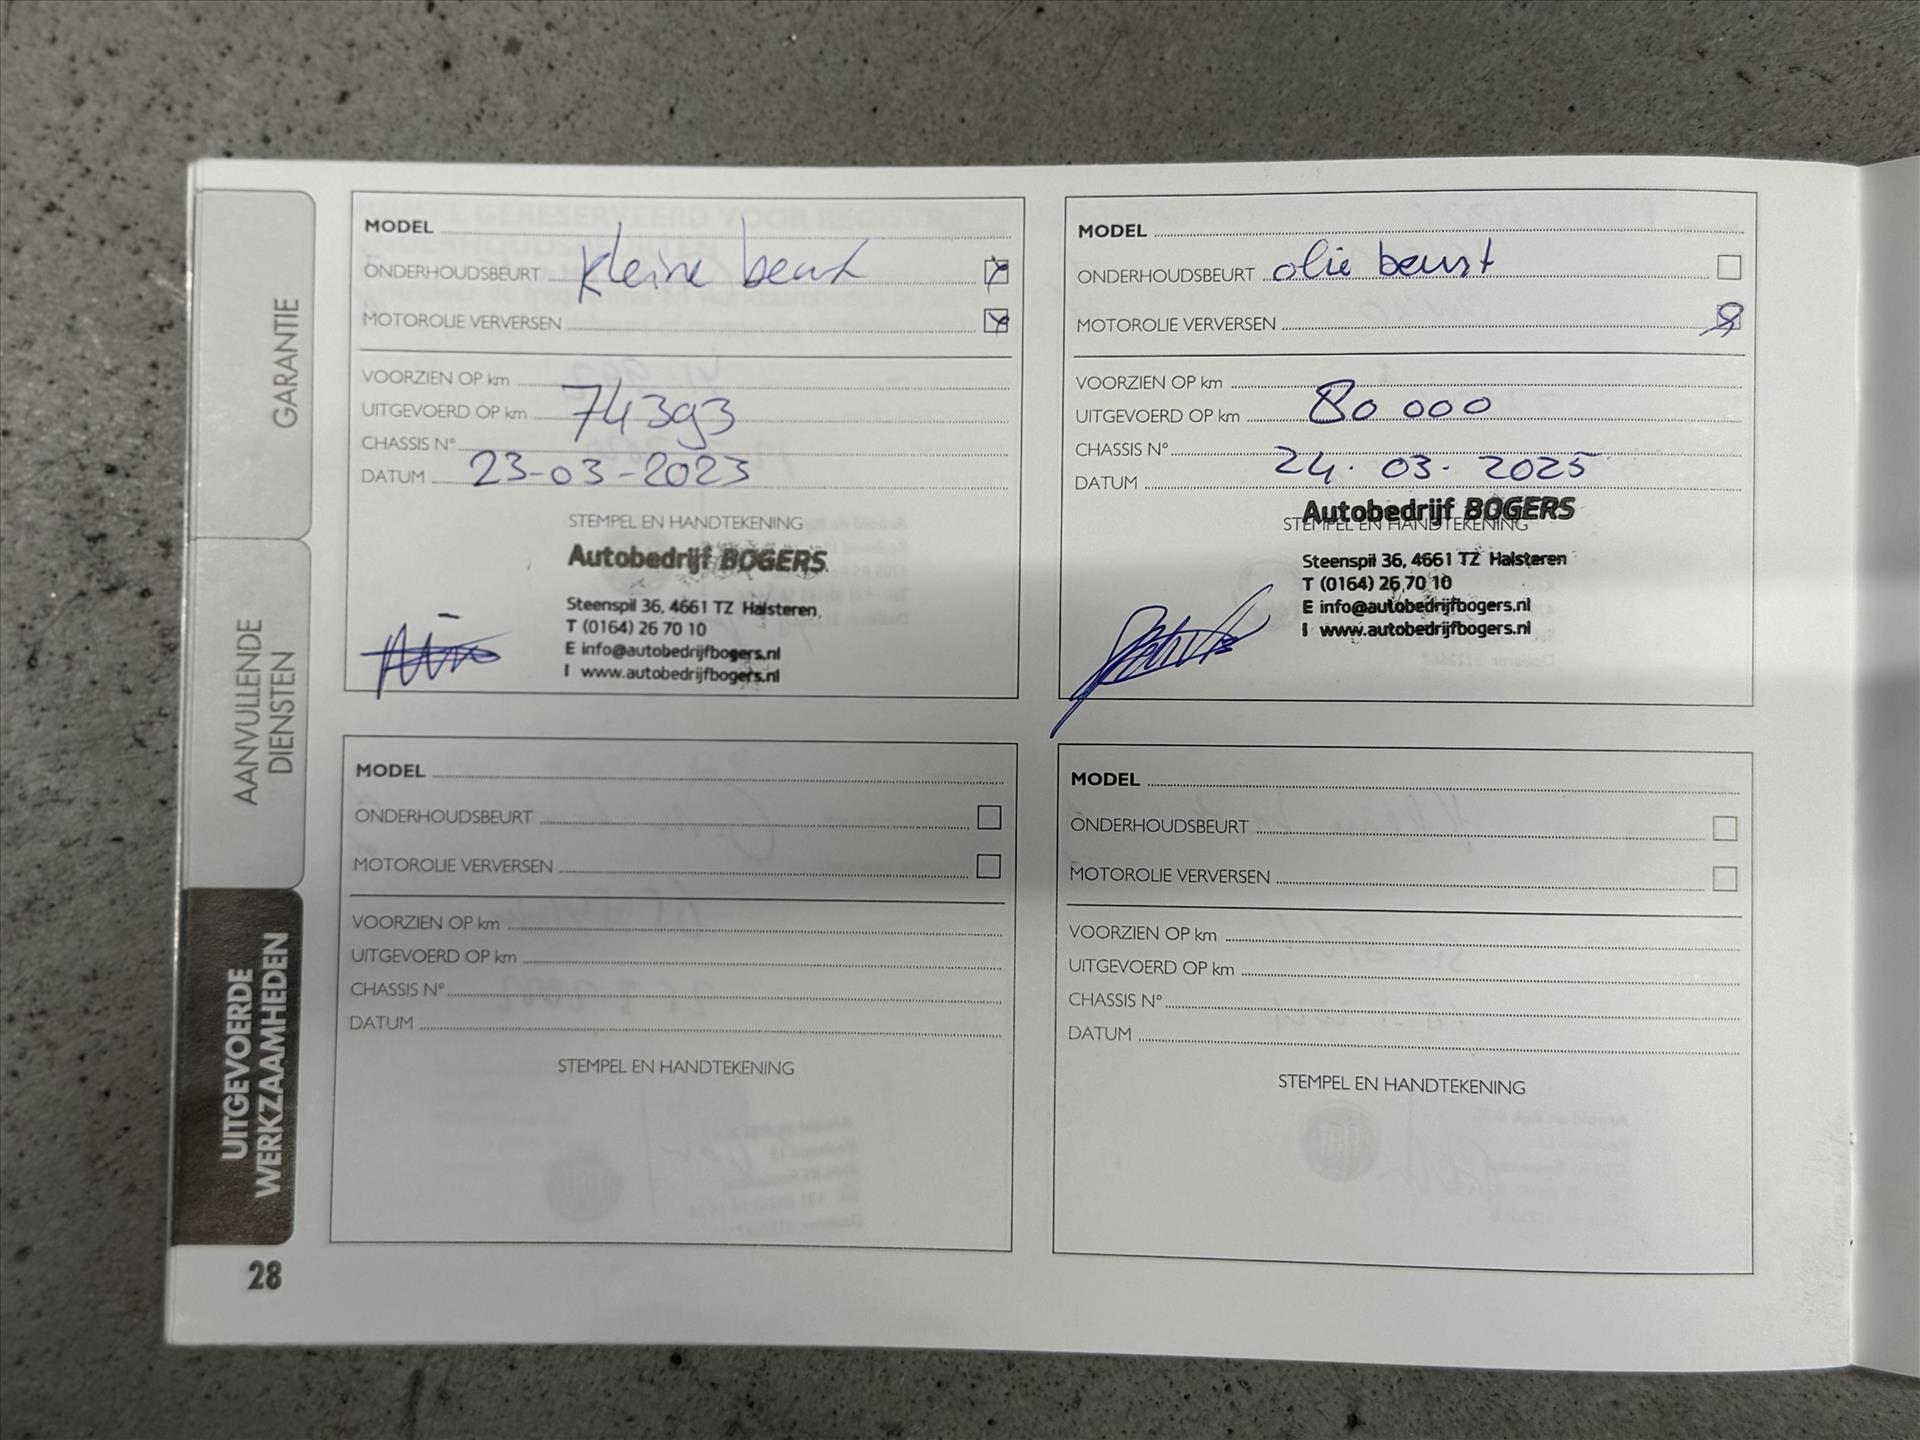 GARANTIE
AANVULLENDE
DIENSTEN
UITGEVOERDE
WERKZAAMHEDEN
28
MODEL
ONDERHOUDSBEURT kleine beurt
MOTOROLIE VERVERSEN
VOORZIEN OP km
UITGEVOERD OP km 74393
CHASSIS N°
DATUM 23-03-2023
STEMPEL EN HANDTEKENING
Autobedrijf BOGERS
Steenspil 36, 4661 TZ Halsteren
T (0164) 26 70 10
E info@autobedrijfbogers.nl
I www.autobedrijfbogers.nl
MODEL
ONDERHOUDSBEURT olie beurt
MOTOROLIE VERVERSEN
VOORZIEN OP km
UITGEVOERD OP km 80 000
CHASSIS N°
DATUM 24.03.2025
STEMPEL EN HANDTEKENING
Autobedrijf BOGERS
Steenspil 36, 4661 TZ Halsteren
T (0164) 26 70 10
E info@autobedrijfbogers.nl
I www.autobedrijfbogers.nl
MODEL
ONDERHOUDSBEURT
MOTOROLIE VERVERSEN
VOORZIEN OP km
UITGEVOERD OP km
CHASSIS N°
DATUM
STEMPEL EN HANDTEKENING
MODEL
ONDERHOUDSBEURT
MOTOROLIE VERVERSEN
VOORZIEN OP km
UITGEVOERD OP km
CHASSIS N°
DATUM
STEMPEL EN HANDTEKENING